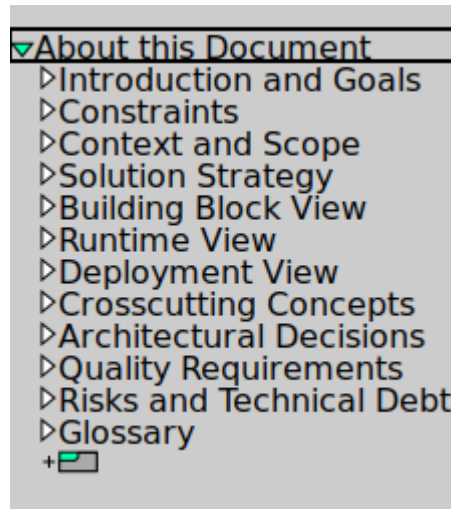 About this Document
Introduction and Goals
Constraints
Context and Scope
Solution Strategy
Building Block View
Runtime View
Deployment View
Crosscutting Concepts
Architectural Decisions
Quality Requirements
Risks and Technical Debt
Glossary
+